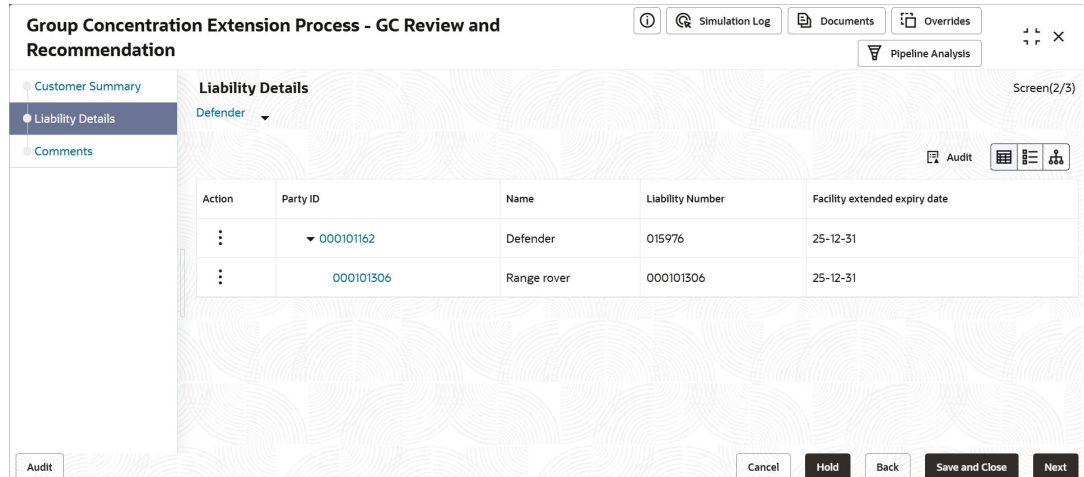 Group Concentration Extension Process - GC Review and
Recommendation
Simulation Log
Documents
Overrides
Pipeline Analysis
Customer Summary
Liability Details
Comments
Liability Details
Screen(2/3)
Defender
Audit
Action Party ID Name Liability Number Facility extended expiry date
000101162 Defender 015976 25-12-31
000101306 Range rover 000101306 25-12-31
Audit
Cancel Hold Back Save and Close Next